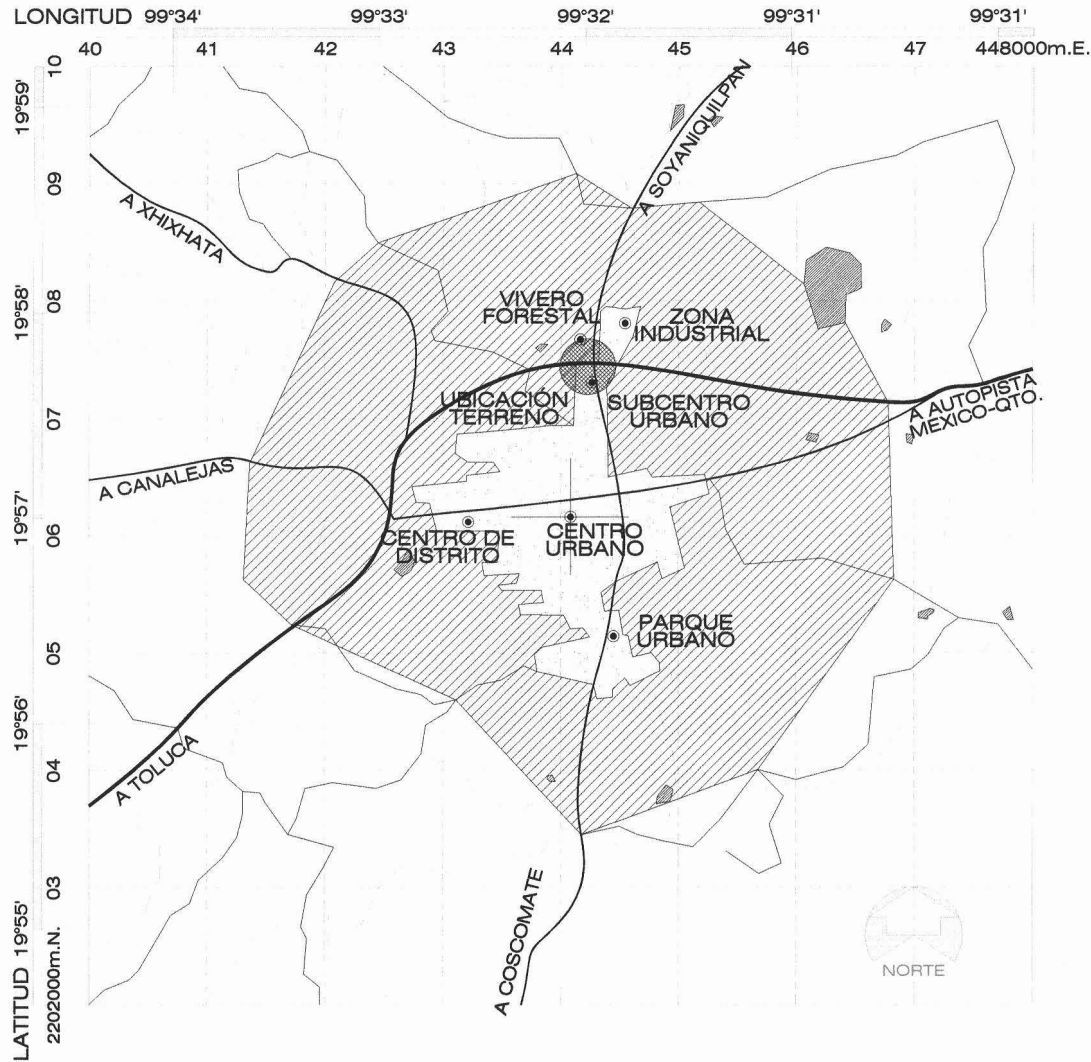 LONGITUD 99°34' 99°33' 99°32' 99°31' 99°31'
40 41 42 43 44 45 46 47 448000m.E.
10
19°59'
09
19°58'
08
07
19°57'
06
05
19°56'
04
03
LATITUD 19°55'
2202000m.N.
A SOYANIQUILPAN
A XHIXHATA
VIVERO
FORESTAL
ZONA
INDUSTRIAL
UBICACIÓN
TERRENO
SUBCENTRO
URBANO
A AUTOPISTA
MEXICO-QTO.
A CANALEJAS
CENTRO DE
DISTRITO
CENTRO
URBANO
PARQUE
URBANO
A TOLUCA
A COSCOMATE
NORTE